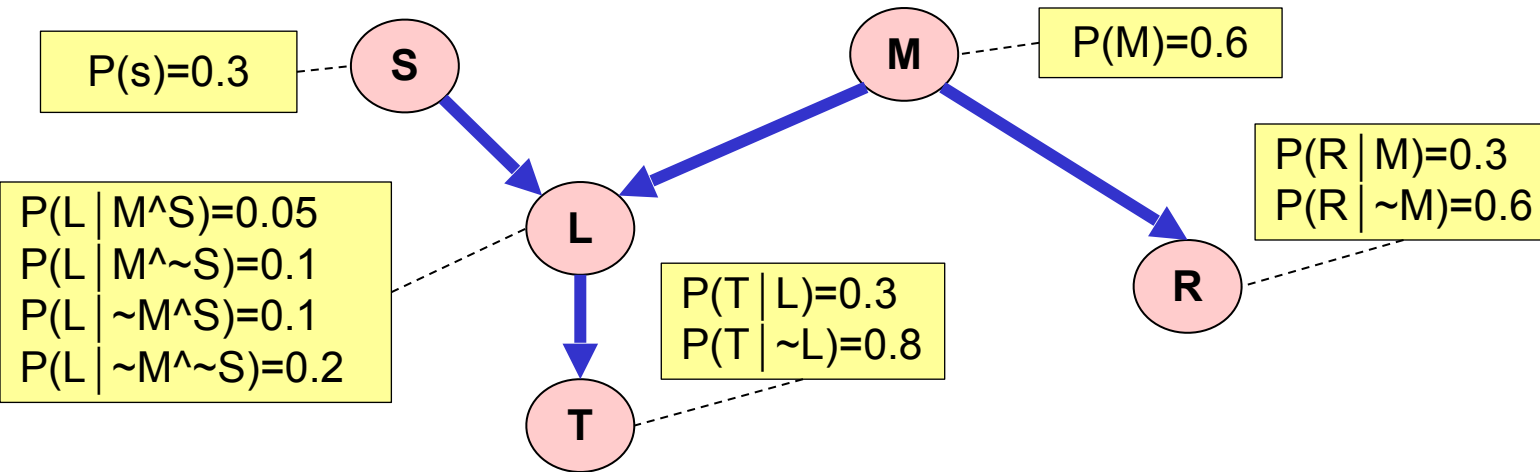 P(s)=0.3
S
M
P(M)=0.6
P(R|M)=0.3
P(R|~M)=0.6
P(L|M^S)=0.05
P(L|M^~S)=0.1
P(L|~M^S)=0.1
P(L|~M^~S)=0.2
L
R
P(T|L)=0.3
P(T|~L)=0.8
T